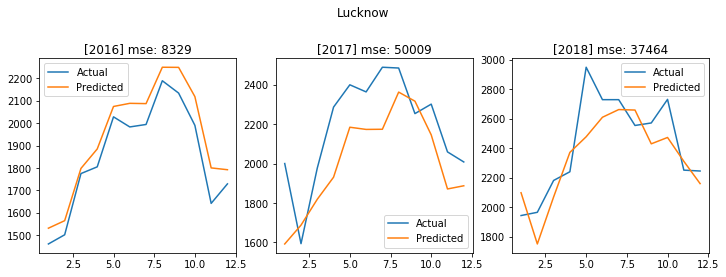 Lucknow
[2016] mse: 8329
[2017] mse: 50009
[2018] mse: 37464
Actual
Predicted
Actual
Predicted
Actual
Predicted
2200
2100
2000
1900
1800
1700
1600
1500
2.5 5.0 7.5 10.0 12.5
2400
2200
2000
1800
1600
2.5 5.0 7.5 10.0 12.5
3000
2800
2600
2400
2200
2000
1800
2.5 5.0 7.5 10.0 12.5